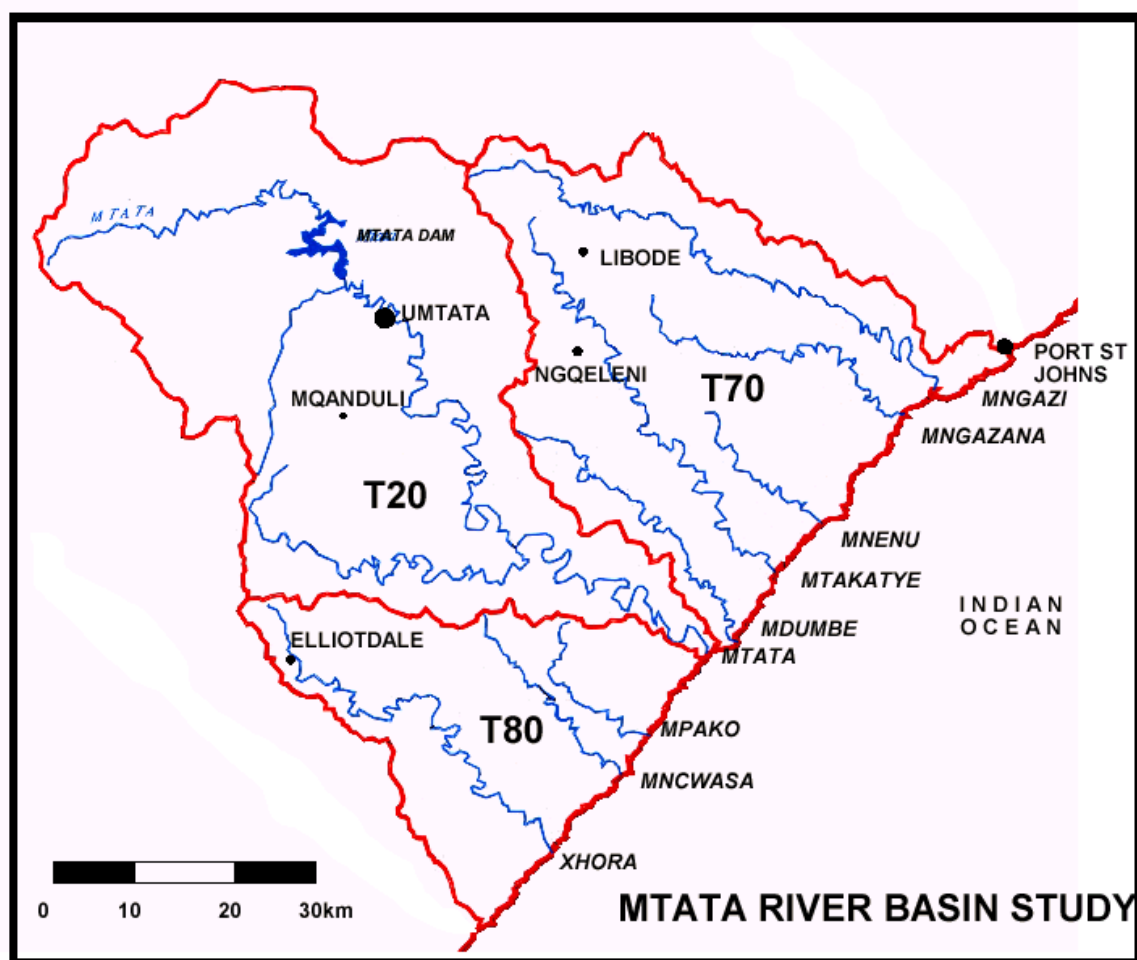 MTATA
MTATA DAM
LIBODE
UMTATA
PORT ST
JOHNS
NGQELENI
MQANDULI
T70
MNGAZI
MNGAZANA
T20
MNENU
MTAKATYE
INDIAN
OCEAN
MDUMBE
ELLIOTDALE
MTATA
T80
MPAKO
MNCWASA
XHORA
0 10 20 30km
MTATA RIVER BASIN STUDY